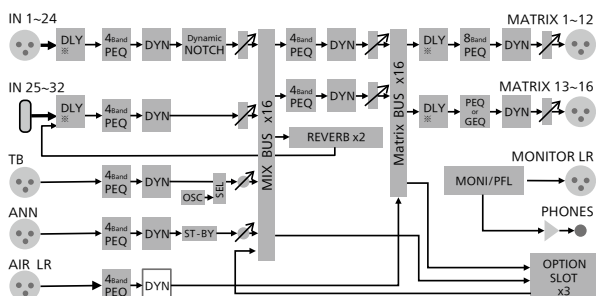 IN 1~24
DLY ※
4Band PEQ
DYN
Dynamic NOTCH
4Band PEQ
DYN
DLY ※
8Band PEQ
DYN
MATRIX 1~12
IN 25~32
DLY ※
4Band PEQ
DYN
MIX BUS x16
4Band PEQ
DYN
Matrix BUS x16
DLY ※
PEQ or GEQ
DYN
MATRIX 13~16
REVERB x2
TB
4Band PEQ
DYN
OSC
SEL
MONI/PFL
MONITOR LR
PHONES
ANN
4Band PEQ
DYN
ST-BY
AIR LR
4Band PEQ
DYN
OPTION SLOT x3